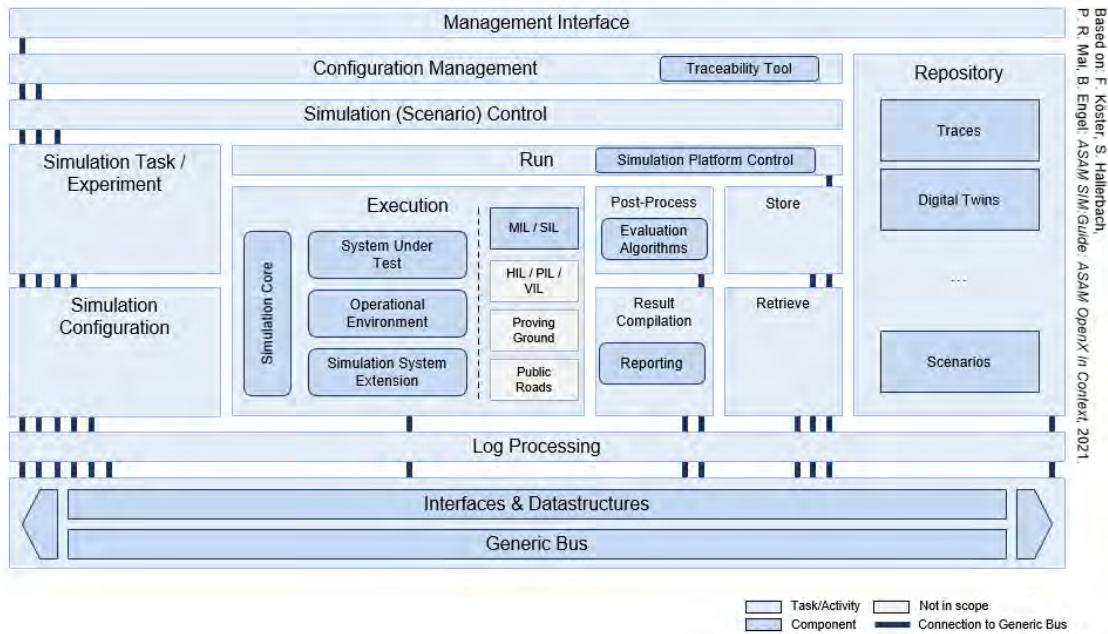 Management Interface
Configuration Management
Traceability Tool
Simulation (Scenario) Control
Simulation Task /
Experiment
Run
Simulation Platform Control
Execution
Simulation Core
System Under
Test
Operational
Environment
Simulation System
Extension
MIL / SIL
HIL / PIL /
VIL
Proving
Ground
Public
Roads
Post-Process
Evaluation
Algorithms
Store
Simulation
Configuration
Result
Compilation
Reporting
Retrieve
Repository
Traces
Digital Twins
...
Scenarios
Log Processing
Interfaces & Datastructures
Generic Bus
Task/Activity
Not in scope
Component
Connection to Generic Bus
Based on: F. Köster, S. Hallerbach,
P. R. Mai, B. Engel: ASAM SIM:Guide: ASAM OpenX in Context, 2021.